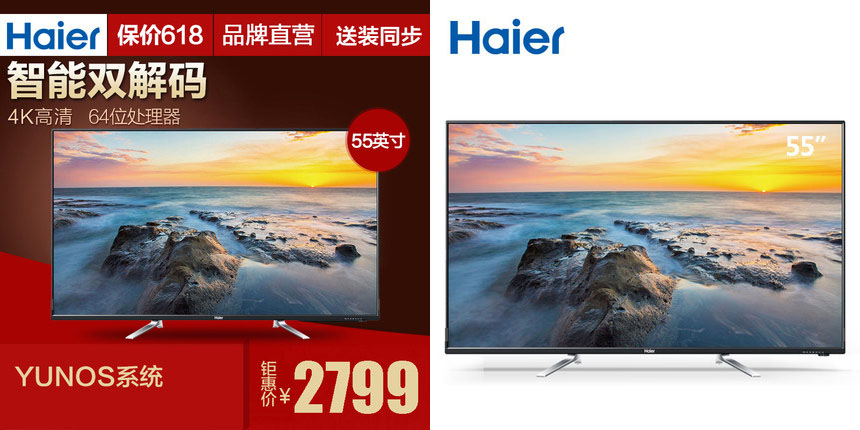 Haier 保价618 品牌直营 送装同步
智能双解码
4K高清 64位处理器
55英寸
Haier
YUNOS系统
钜惠价 ¥2799
Haier
55”
Haier